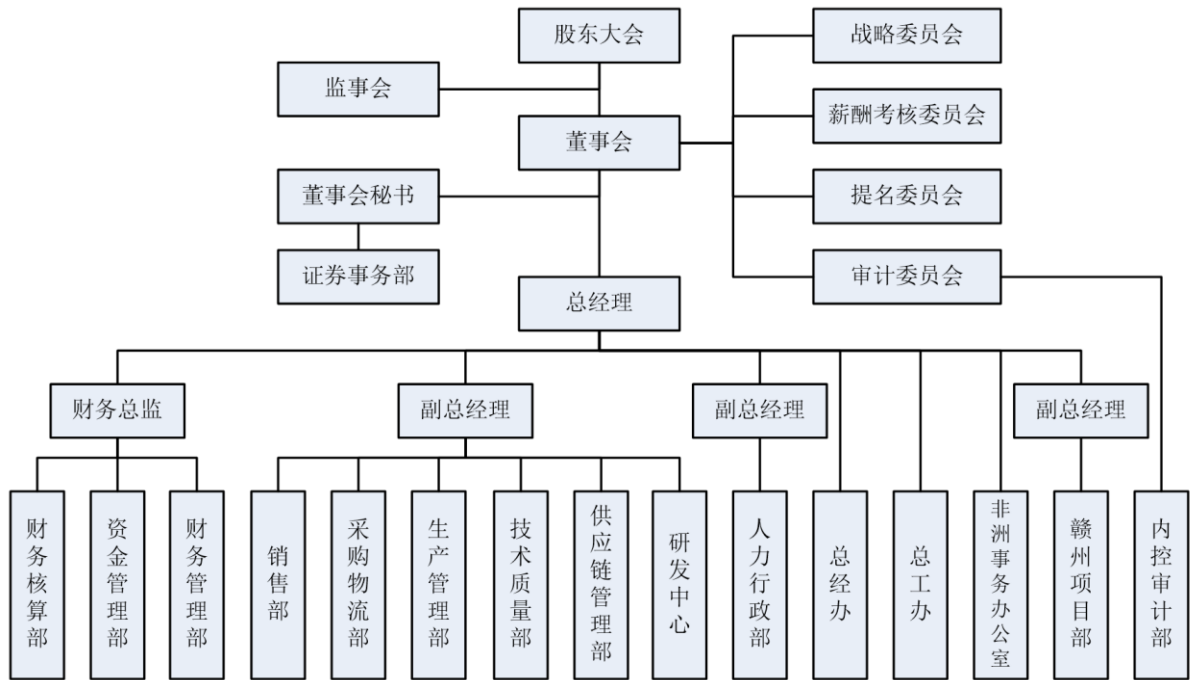 股东大会
战略委员会
监事会
薪酬考核委员会
董事会
董事会秘书
提名委员会
证券事务部
审计委员会
总经理
财务总监
副总经理
副总经理
副总经理
财务核算部
资金管理部
财务管理部
销售部
采购物流部
生产管理部
技术质量部
供应链管理部
研发中心
人力行政部
总经办
总工办
非洲事务办公室
赣州项目部
内控审计部